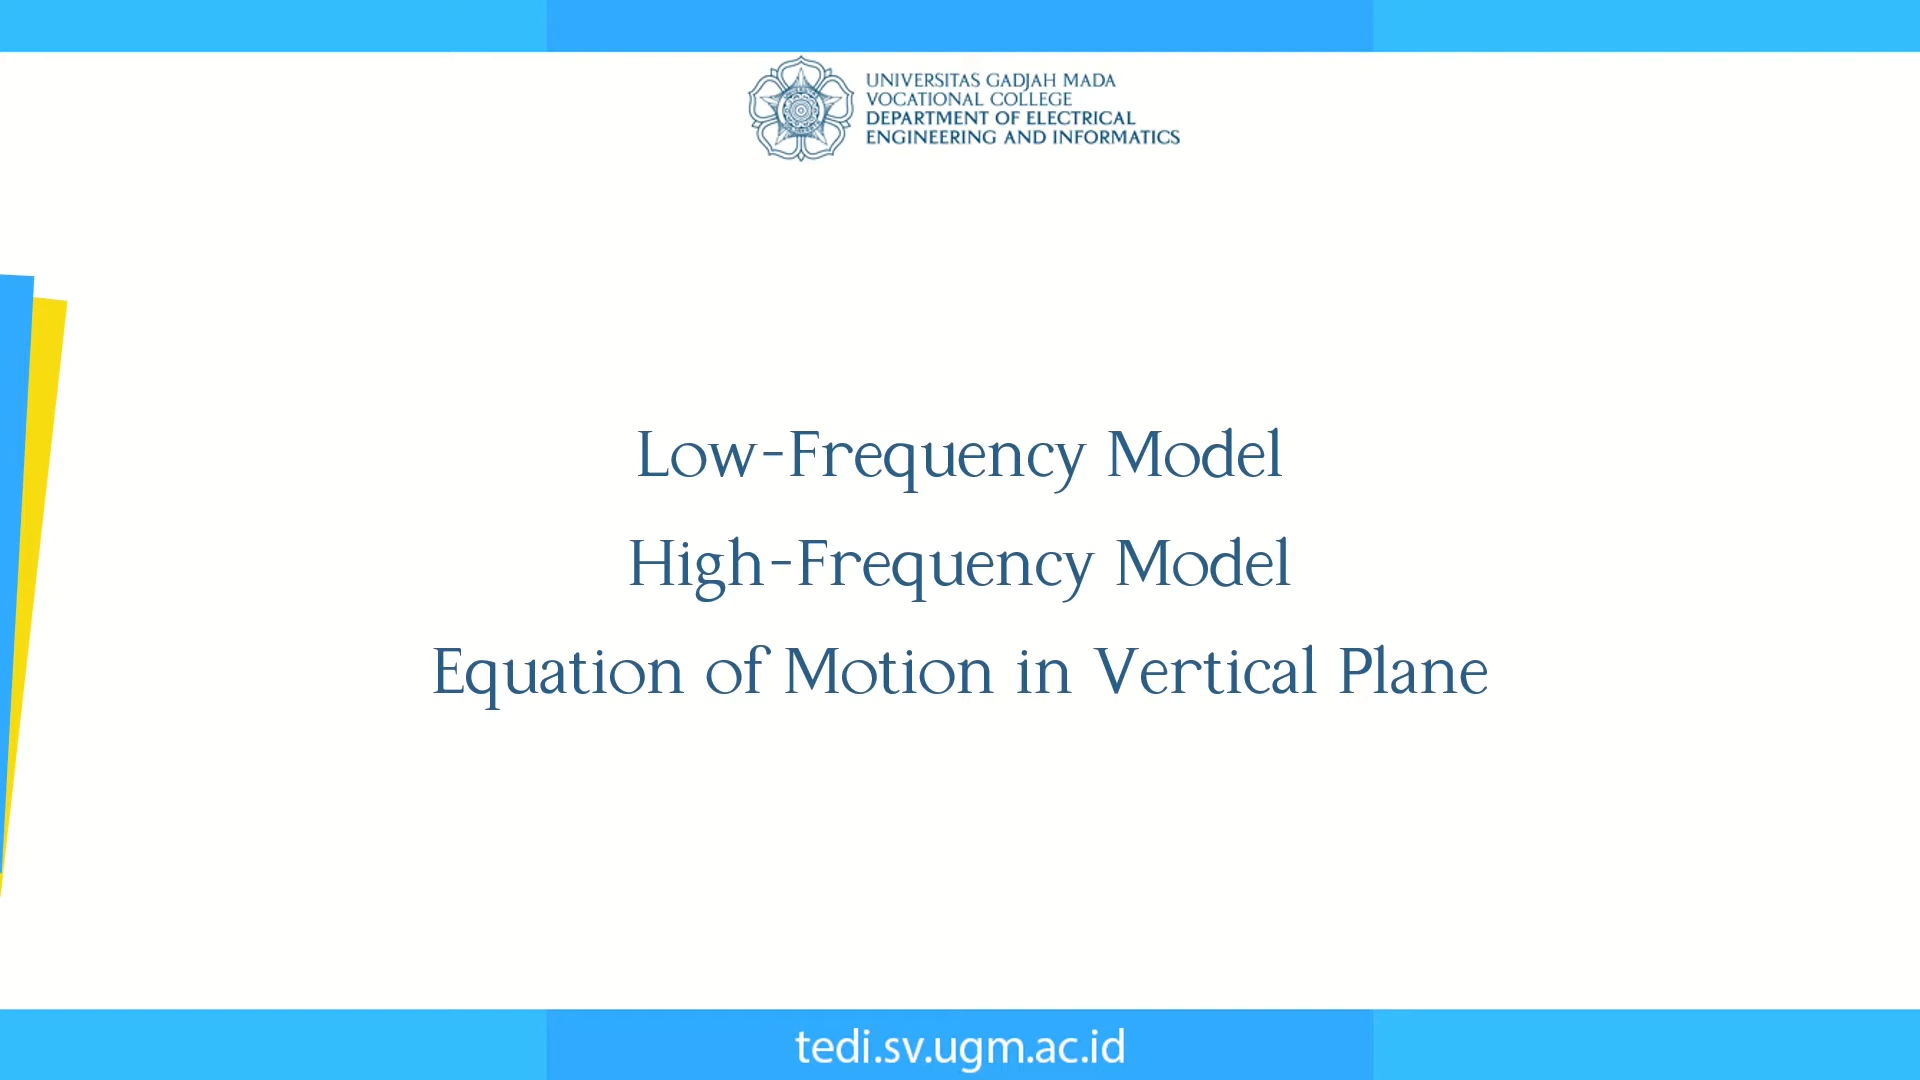 UNIVERSITAS GADJAH MADA
VOCATIONAL COLLEGE
DEPARTMENT OF ELECTRICAL
ENGINEERING AND INFORMATICS
Low-Frequency Model
High-Frequency Model
Equation of Motion in Vertical Plane
tedi.sv.ugm.ac.id